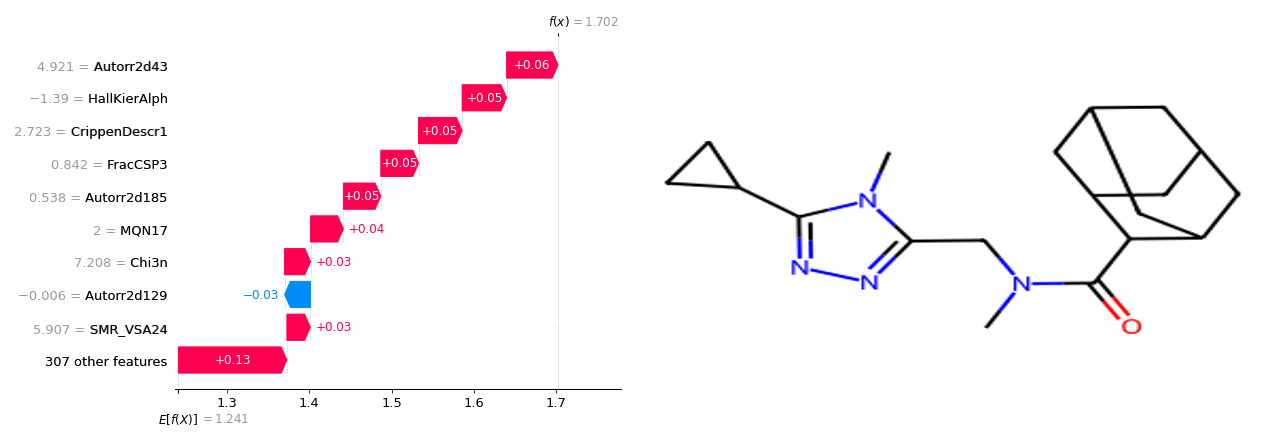 f(x) = 1.702
4.921 = Autorr2d43
+0.06
−1.39 = HallKierAlph
+0.05
2.723 = CrippenDescr1
+0.05
0.842 = FracCSP3
+0.05
0.538 = Autorr2d185
+0.05
2 = MQN17
+0.04
7.208 = Chi3n
+0.03
−0.006 = Autorr2d129
−0.03
5.907 = SMR_VSA24
+0.03
307 other features
+0.13
1.3 1.4 1.5 1.6 1.7
E[f(X)] = 1.241
N
N
N
N
O